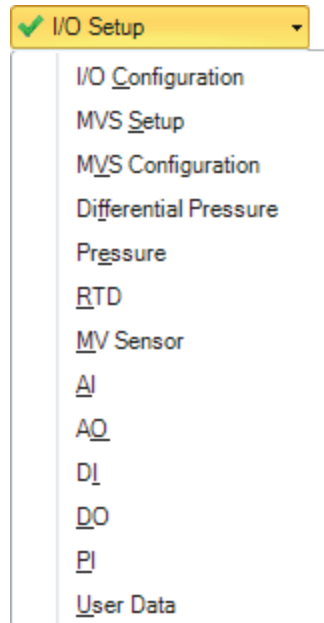 I/O Setup
I/O Configuration
MVS Setup
MVS Configuration
Differential Pressure
Pressure
RTD
MV Sensor
AI
AO
DI
DO
PI
User Data